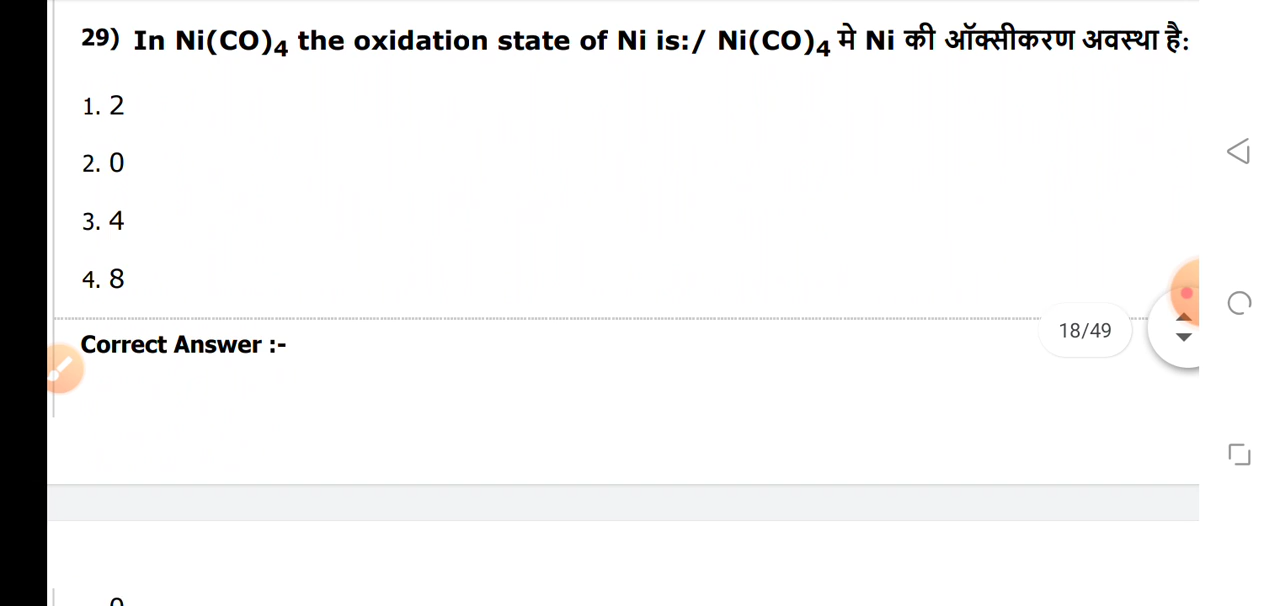 29) In Ni(CO)4 the oxidation state of Ni is:/ Ni(CO)4 मे Ni की ऑक्सीकरण अवस्था है:
1. 2
2. 0
3. 4
4. 8
18/49
Correct Answer :-